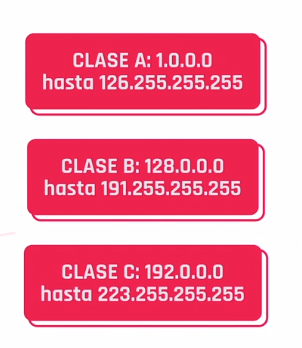 CLASE A: 1.0.0.0
hasta 126.255.255.255
CLASE B: 128.0.0.0
hasta 191.255.255.255
CLASE C: 192.0.0.0
hasta 223.255.255.255